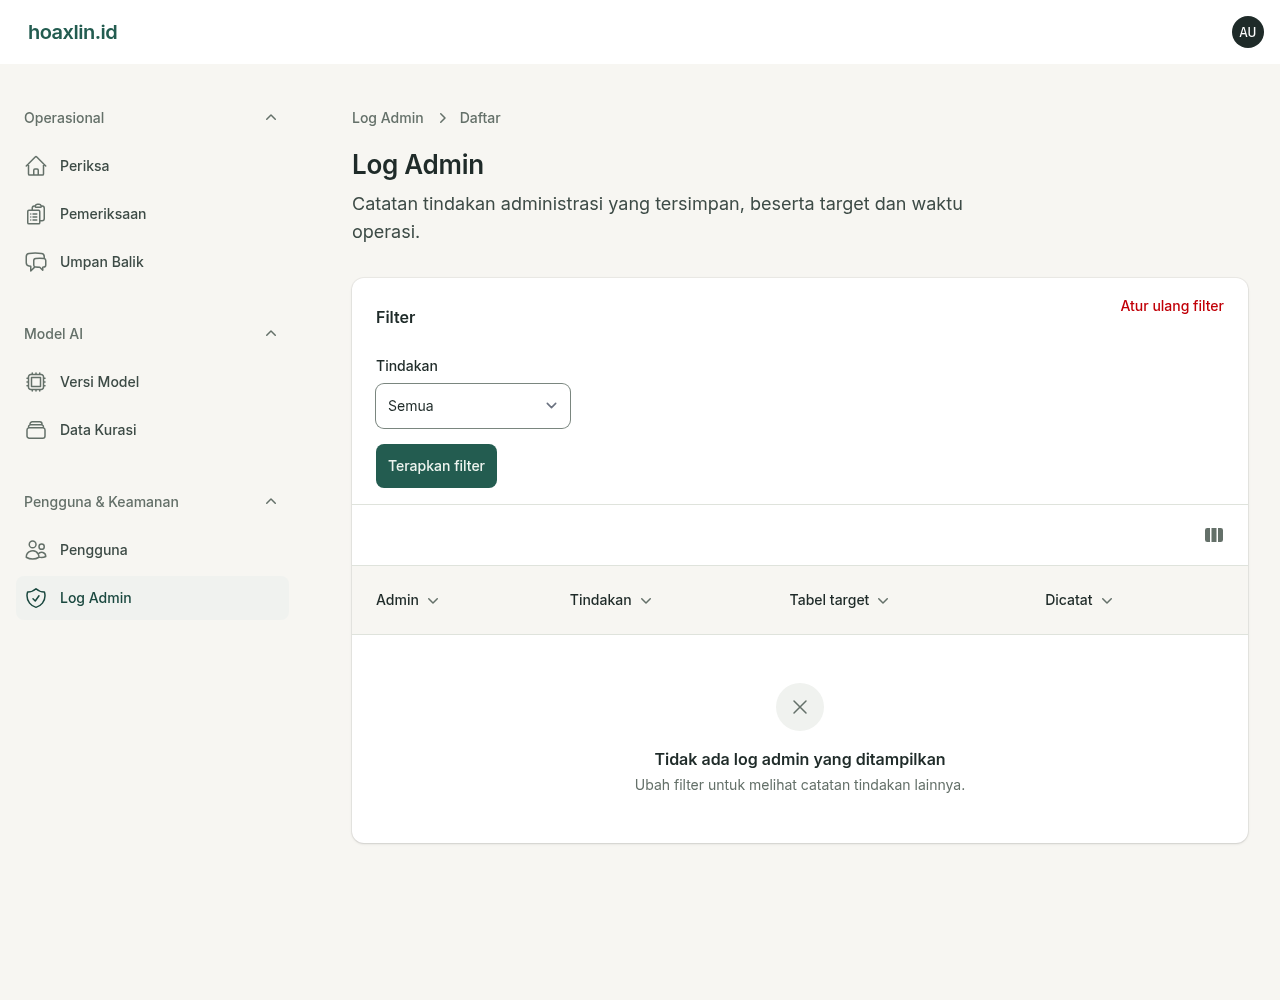 hoaxlin.id
AU
Operasional
Periksa
Pemeriksaan
Umpan Balik
Model AI
Versi Model
Data Kurasi
Pengguna & Keamanan
Pengguna
Log Admin
Log Admin > Daftar
Log Admin
Catatan tindakan administrasi yang tersimpan, beserta target dan waktu
operasi.
Filter
Atur ulang filter
Tindakan
Semua
Terapkan filter
Admin Tindakan Tabel target Dicatat
Tidak ada log admin yang ditampilkan
Ubah filter untuk melihat catatan tindakan lainnya.